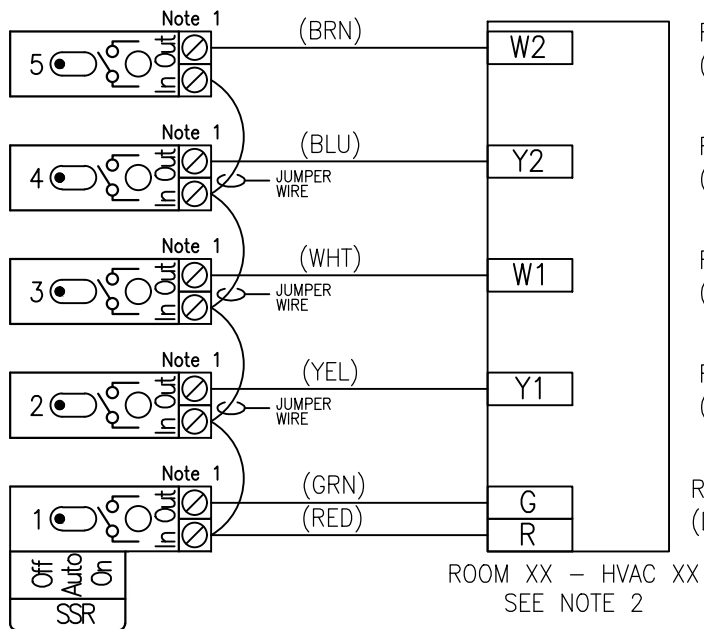 Note 1
5
Out
In
(BRN)
W2
(
Note 1
4
Out
In
(BLU)
Y2
JUMPER
WIRE
(
Note 1
3
Out
In
(WHT)
W1
JUMPER
WIRE
(
Note 1
2
Out
In
(YEL)
Y1
JUMPER
WIRE
(
Note 1
1
Out
In
(GRN)
G
(RED)
R
R
Off
Auto
On
SSR
ROOM XX – HVAC XX
SEE NOTE 2